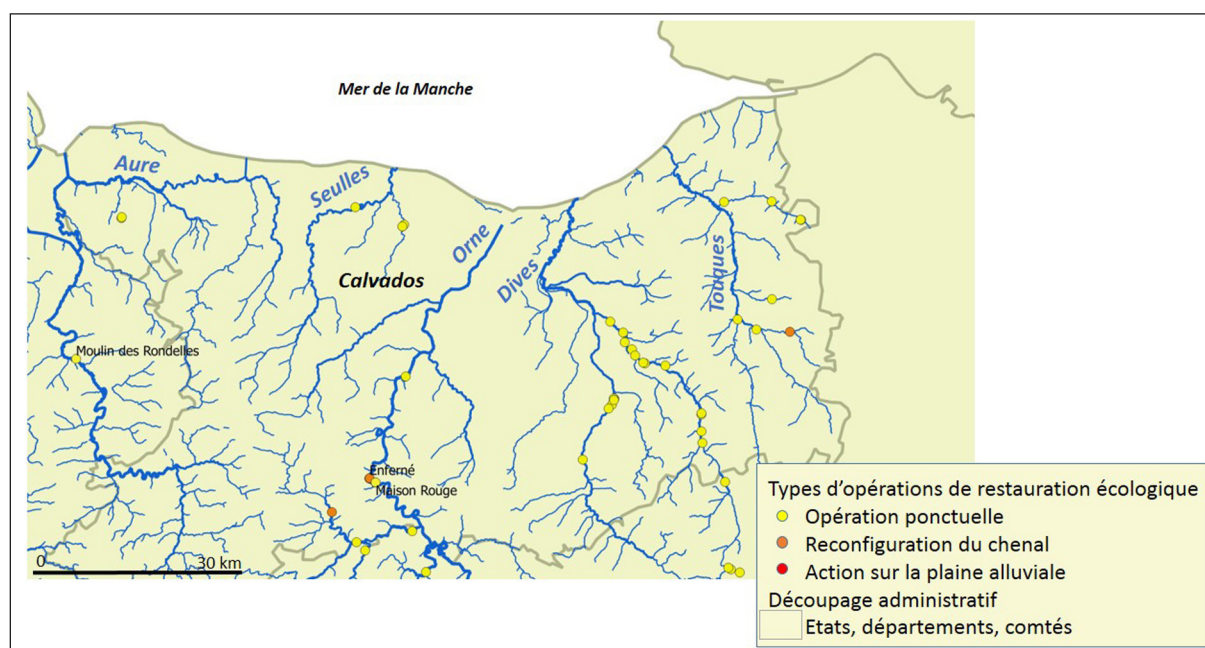 Mer de la Manche
Aure
Seulles
Orne
Dives
Touques
Calvados
Moulin des Rondelles
Enferné
Maison Rouge
0 30 km
Types d'opérations de restauration écologique
Opération ponctuelle
Reconfiguration du chenal
Action sur la plaine alluviale
Découpage administratif
Etats, départements, comtés